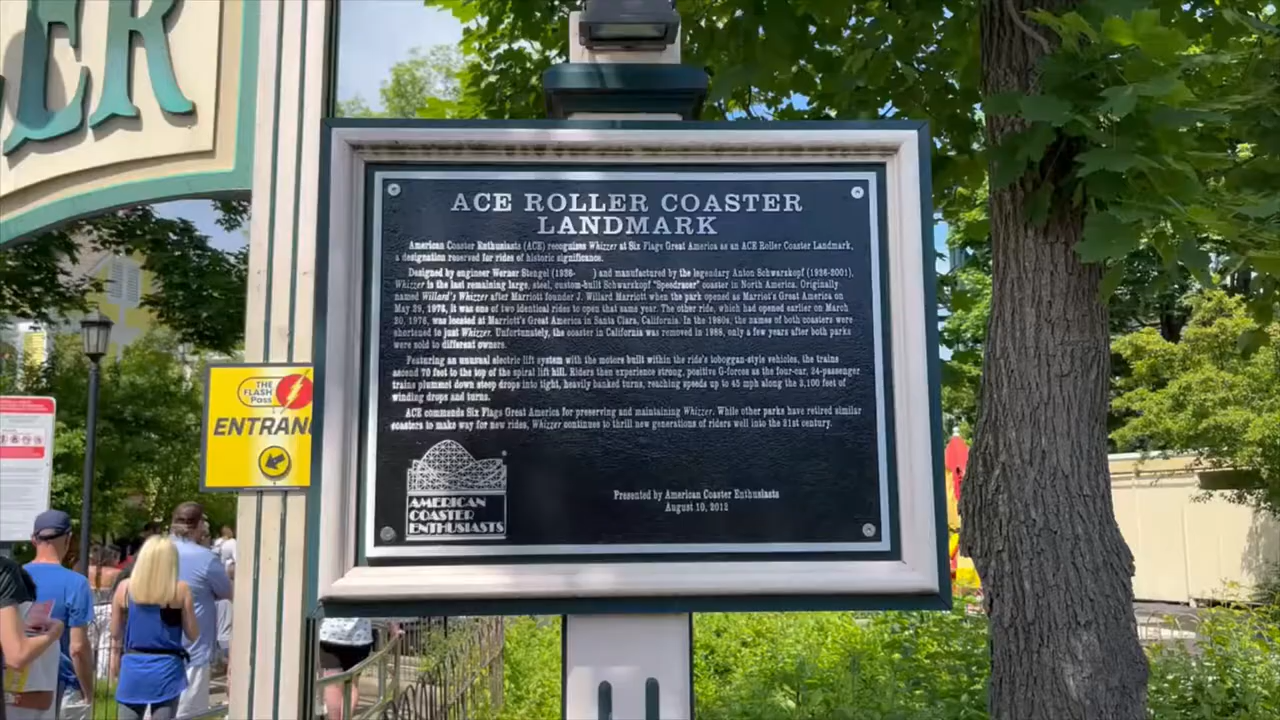 ER
ACE ROLLER COASTER
LANDMARK
American Coaster Enthusiasts (ACE) recognizes Whizzer at Six Flags Great America as an ACE Roller Coaster Landmark,
a designation reserved for rides of historic significance.
Designed by engineer Werner Stengel (1936- ) and manufactured by the legendary Anton Schwarzkopf (1926-2001),
Whizzer is the last remaining large, steel, custom-built Schwarzkopf "Speedracer" coaster in North America. Originally
named Willard's Whizzer after Marriott founder J. Willard Marriott when the park opened as Marriot's Great America on
May 29, 1976, it was one of two identical rides to open that same year. The other ride, which had opened earlier on March
20, 1976, was located at Marriott's Great America in Santa Clara, California. In the 1980s, the names of both coasters were
shortened to just Whizzer. Unfortunately, the coaster in California was removed in 1988, only a few years after both parks
were sold to different owners.
Featuring an unusual electric lift system with the motors built within the ride's toboggan-style vehicles, the trains
ascend 70 feet to the top of the spiral lift hill. Riders then experience strong, positive G-forces as the four-car, 24-passenger
trains plummet down steep drops into tight, heavily banked turns, reaching speeds up to 45 mph along the 3,100 feet of
winding drops and turns.
ACE commends Six Flags Great America for preserving and maintaining Whizzer. While other parks have retired similar
coasters to make way for new rides, Whizzer continues to thrill new generations of riders well into the 21st century.
AMERICAN
COASTER
ENTHUSIASTS
Presented by American Coaster Enthusiasts
August 10, 2012
THE
FLASH
Pass
ENTRAN